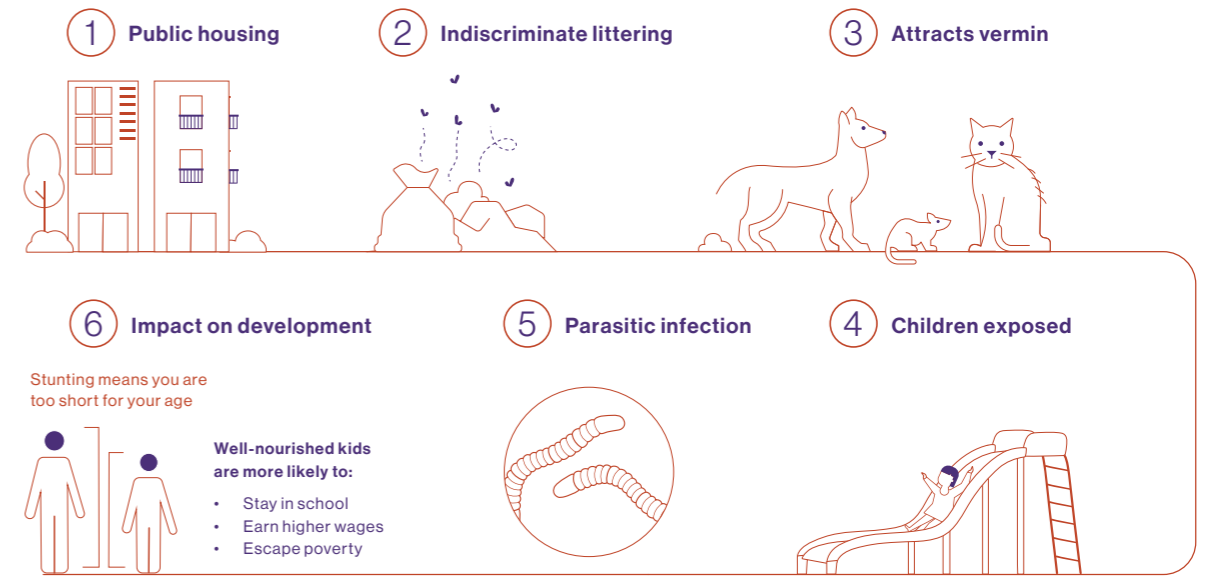 1 Public housing
2 Indiscriminate littering
3 Attracts vermin
4 Children exposed
5 Parasitic infection
6 Impact on development
Stunting means you are
too short for your age
Well-nourished kids
are more likely to:
• Stay in school
• Earn higher wages
• Escape poverty